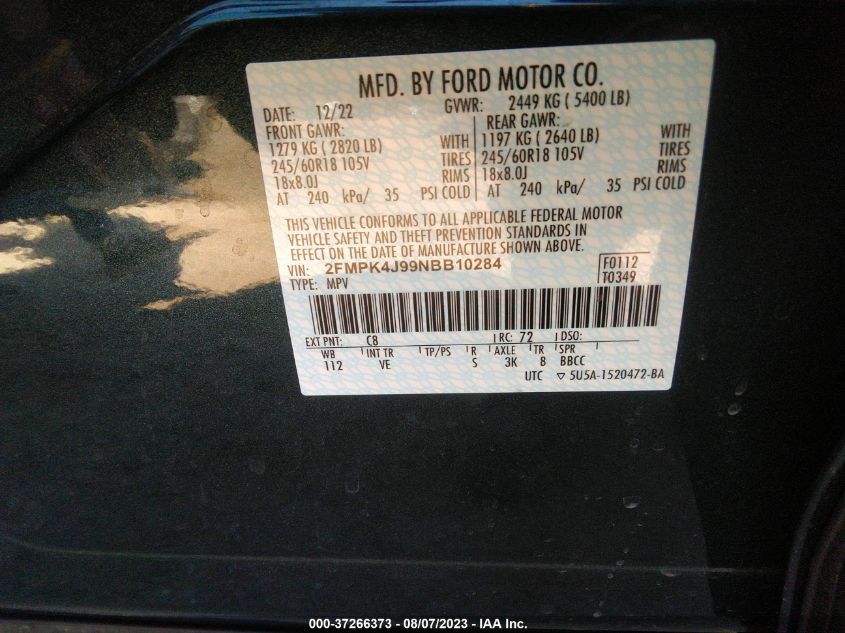 MFD. BY FORD MOTOR CO.
DATE: 12/22 GVWR: 2449 KG ( 5400 LB)
FRONT GAWR: REAR GAWR:
1279 KG ( 2820 LB) WITH 1197 KG ( 2640 LB) WITH
245/60R18 105V TIRES 245/60R18 105V TIRES
18x8.0J RIMS 18x8.0J RIMS
AT 240 kPa/ 35 PSI COLD AT 240 kPa/ 35 PSI COLD
THIS VEHICLE CONFORMS TO ALL APPLICABLE FEDERAL MOTOR
VEHICLE SAFETY AND THEFT PREVENTION STANDARDS IN
EFFECT ON THE DATE OF MANUFACTURE SHOWN ABOVE.
VIN: 2FMPK4J99NBB10284 F0112
TYPE: MPV T0349
EXT PNT: C8 RC: 72 DSO:
WB INT TR TP/PS R AXLE TR SPR
112 VE S 3K 8 BBCC
UTC ▽ 5U5A-1520472-BA
000-37266373 - 08/07/2023 - IAA Inc.